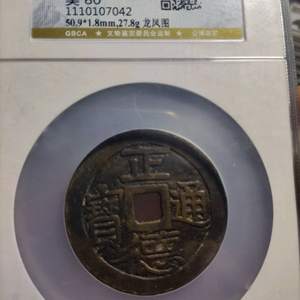 美 80
1110107042
50.9*1.8mm,27.8g 龙凤图
GBCA ★ 文物鉴定委员会监制 ★ 公博评级
正德通寶